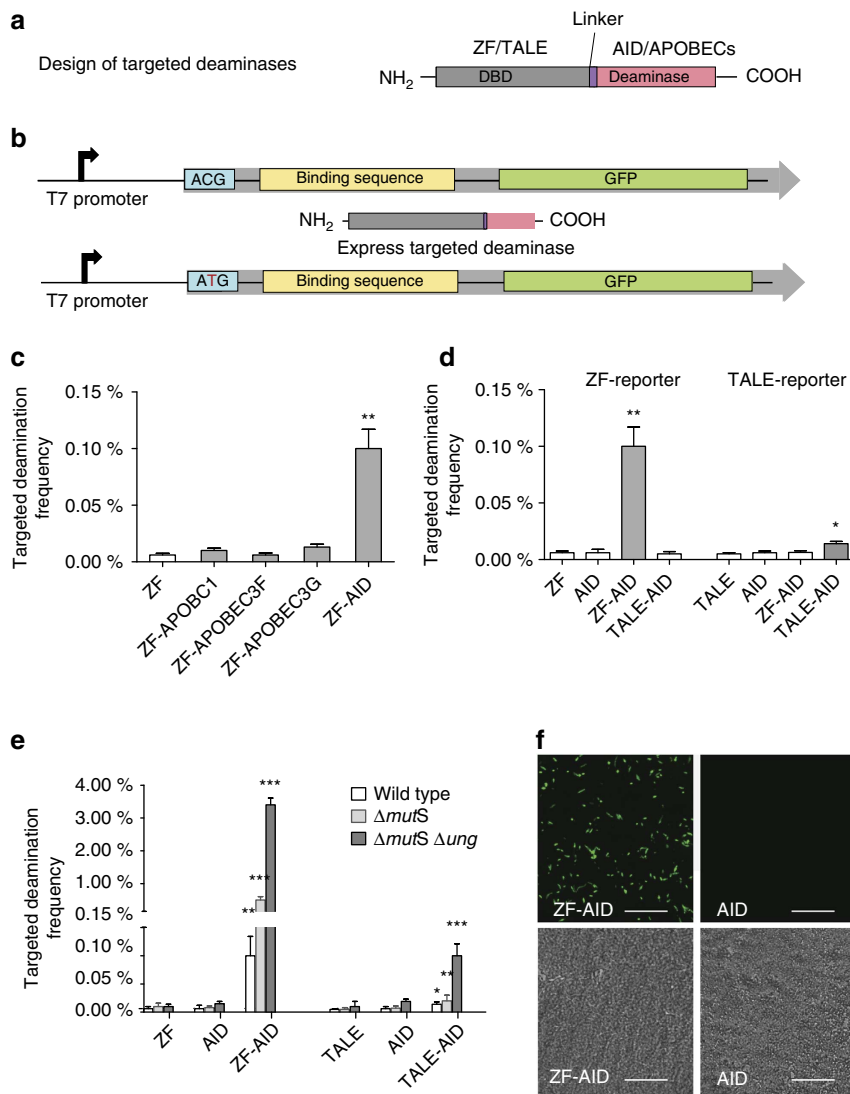 a
Linker
ZF/TALE
AID/APOBECs
Design of targeted deaminases
NH2
DBD
Deaminase
COOH
b
ACG
Binding sequence
GFP
T7 promoter
NH2
COOH
Express targeted deaminase
ATG
Binding sequence
GFP
T7 promoter
c
Targeted deamination
frequency
0.15 %
0.10 %
0.05 %
0.00 %
**
ZF
ZF-APOBC1
ZF-APOBEC3F
ZF-APOBEC3G
ZF-AID
d
ZF-reporter
TALE-reporter
Targeted deamination
frequency
0.15 %
0.10 %
0.05 %
0.00 %
**
*
ZF
AID
ZF-AID
TALE-AID
TALE
AID
ZF-AID
TALE-AID
e
Targeted deamination
frequency
4.00 %
3.00 %
2.00 %
1.00 %
0.15 %
0.10 %
0.05 %
0.00 %
Wild type
ΔmutS
ΔmutS Δung
**
***
***
*
**
***
ZF
AID
ZF-AID
TALE
AID
TALE-AID
f
ZF-AID
AID
ZF-AID
AID